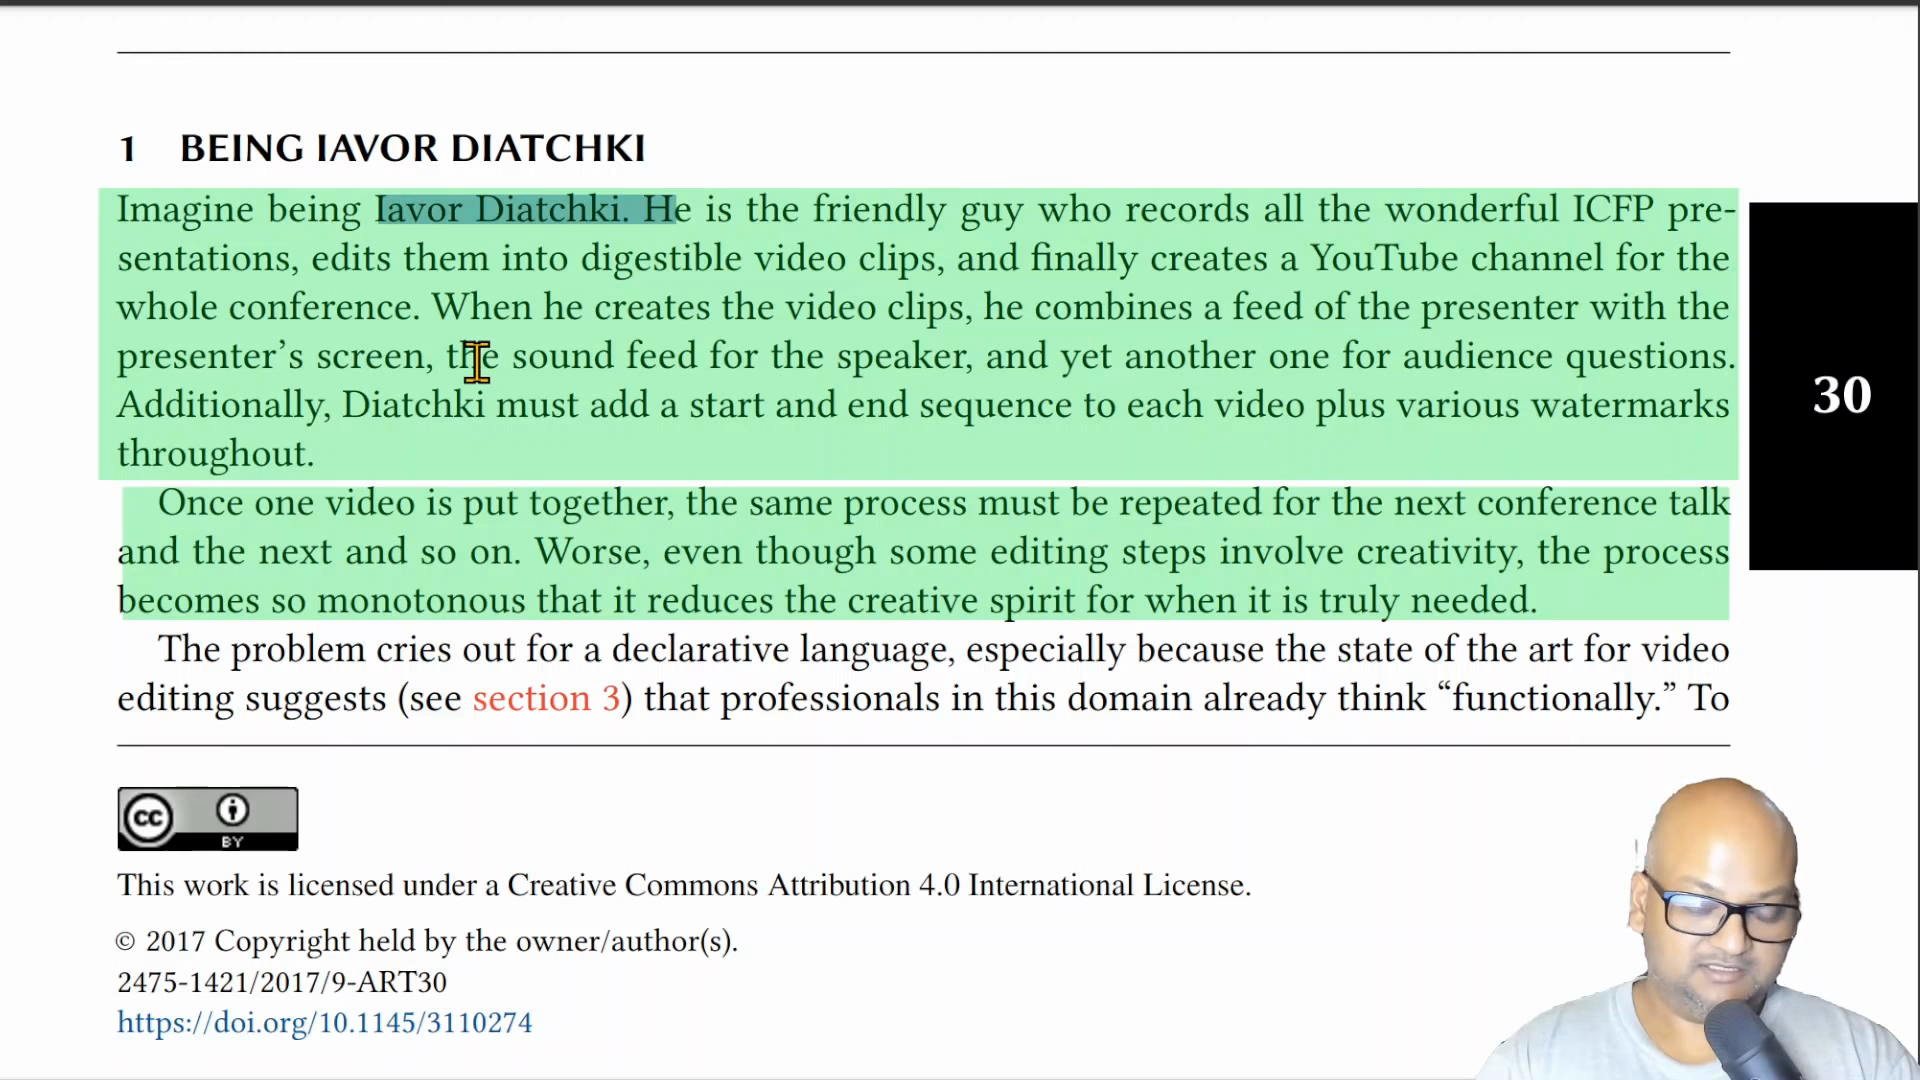 1 BEING IAVOR DIATCHKI
Imagine being Iavor Diatchki. He is the friendly guy who records all the wonderful ICFP pre-
sentations, edits them into digestible video clips, and finally creates a YouTube channel for the
whole conference. When he creates the video clips, he combines a feed of the presenter with the
presenter’s screen, the sound feed for the speaker, and yet another one for audience questions.
Additionally, Diatchki must add a start and end sequence to each video plus various watermarks
throughout.
Once one video is put together, the same process must be repeated for the next conference talk
and the next and so on. Worse, even though some editing steps involve creativity, the process
becomes so monotonous that it reduces the creative spirit for when it is truly needed.
The problem cries out for a declarative language, especially because the state of the art for video
editing suggests (see section 3) that professionals in this domain already think “functionally.” To
30
cc
BY
This work is licensed under a Creative Commons Attribution 4.0 International License.
© 2017 Copyright held by the owner/author(s).
2475-1421/2017/9-ART30
https://doi.org/10.1145/3110274